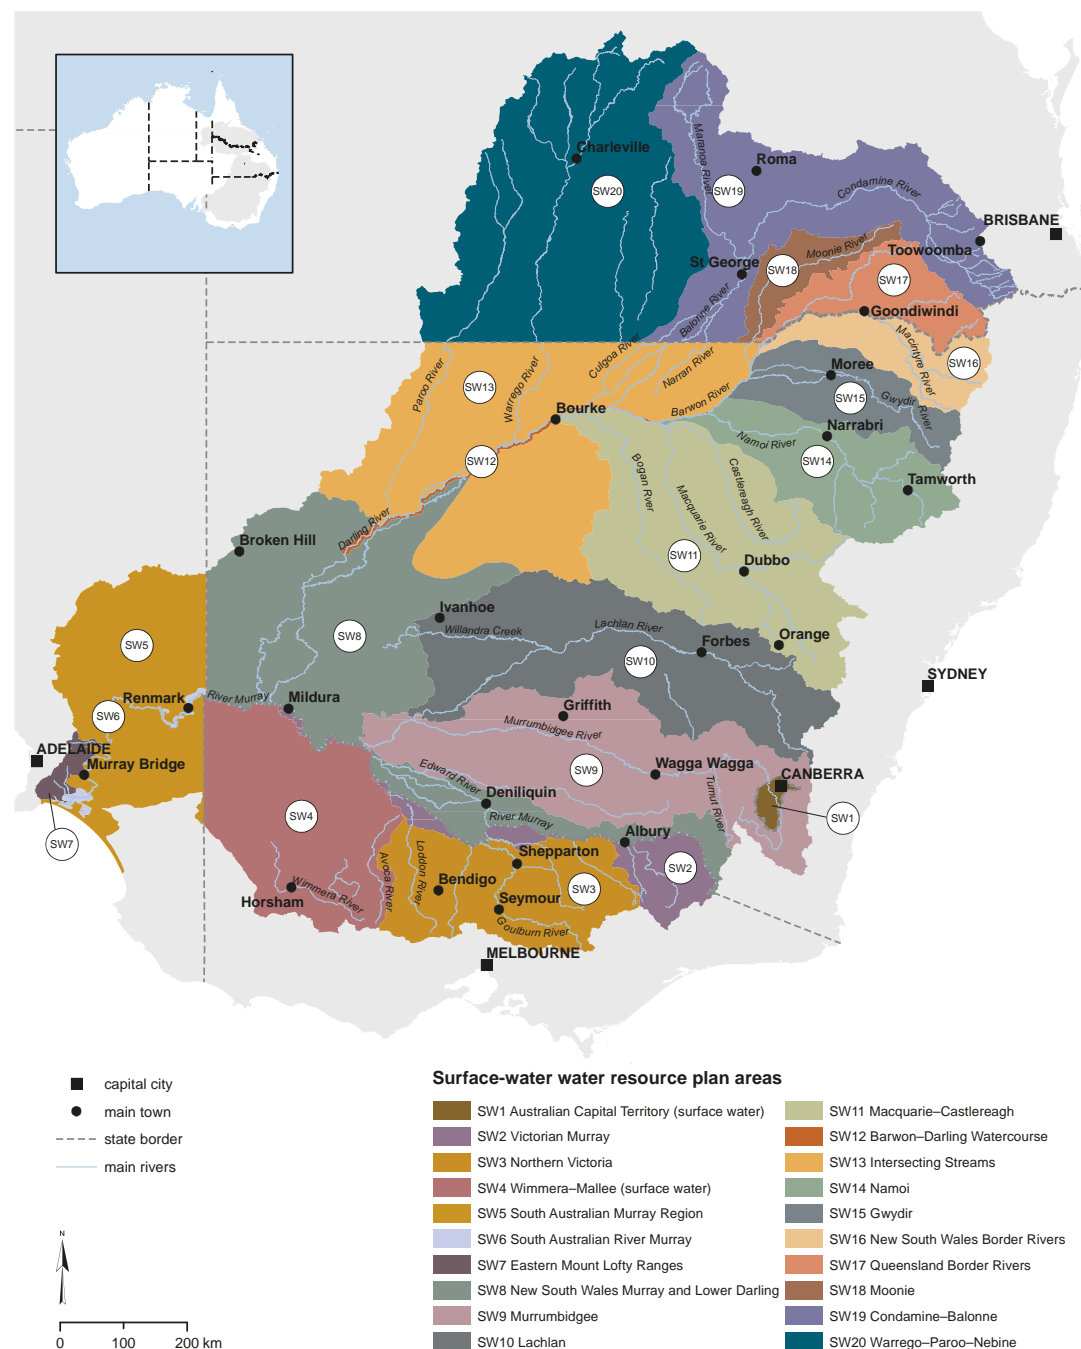 Charleville
SW20
Maranoa River
SW19
Roma
Condamine River
BRISBANE
Toowoomba
St George
SW18
Moonie River
SW17
Balonne River
Goondiwindi
Culgoa River
Narran River
Macintyre River
SW16
Paroo River
SW13
Warrego River
Moree
SW15
Gwydir River
Barwon River
Bourke
Narrabri
Namoi River
SW12
SW14
Bogan River
Castlereagh River
Tamworth
Macquarie River
Darling River
Broken Hill
SW11
Dubbo
Ivanhoe
Willandra Creek
Lachlan River
SW5
SW8
Forbes
Orange
SW10
SYDNEY
Renmark
River Murray
Mildura
SW6
Griffith
Murrumbidgee River
ADELAIDE
Murray Bridge
SW9
Wagga Wagga
CANBERRA
Edward River
Deniliquin
Tumut River
SW4
River Murray
SW1
Albury
SW7
Shepparton
SW2
Avoca River
Loddon River
Bendigo
SW3
Wimmera River
Horsham
Seymour
Goulburn River
MELBOURNE
capital city
main town
state border
main rivers
N
0 100 200 km
Surface-water water resource plan areas
SW1 Australian Capital Territory (surface water)
SW2 Victorian Murray
SW3 Northern Victoria
SW4 Wimmera–Mallee (surface water)
SW5 South Australian Murray Region
SW6 South Australian River Murray
SW7 Eastern Mount Lofty Ranges
SW8 New South Wales Murray and Lower Darling
SW9 Murrumbidgee
SW10 Lachlan
SW11 Macquarie–Castlereagh
SW12 Barwon–Darling Watercourse
SW13 Intersecting Streams
SW14 Namoi
SW15 Gwydir
SW16 New South Wales Border Rivers
SW17 Queensland Border Rivers
SW18 Moonie
SW19 Condamine–Balonne
SW20 Warrego–Paroo–Nebine